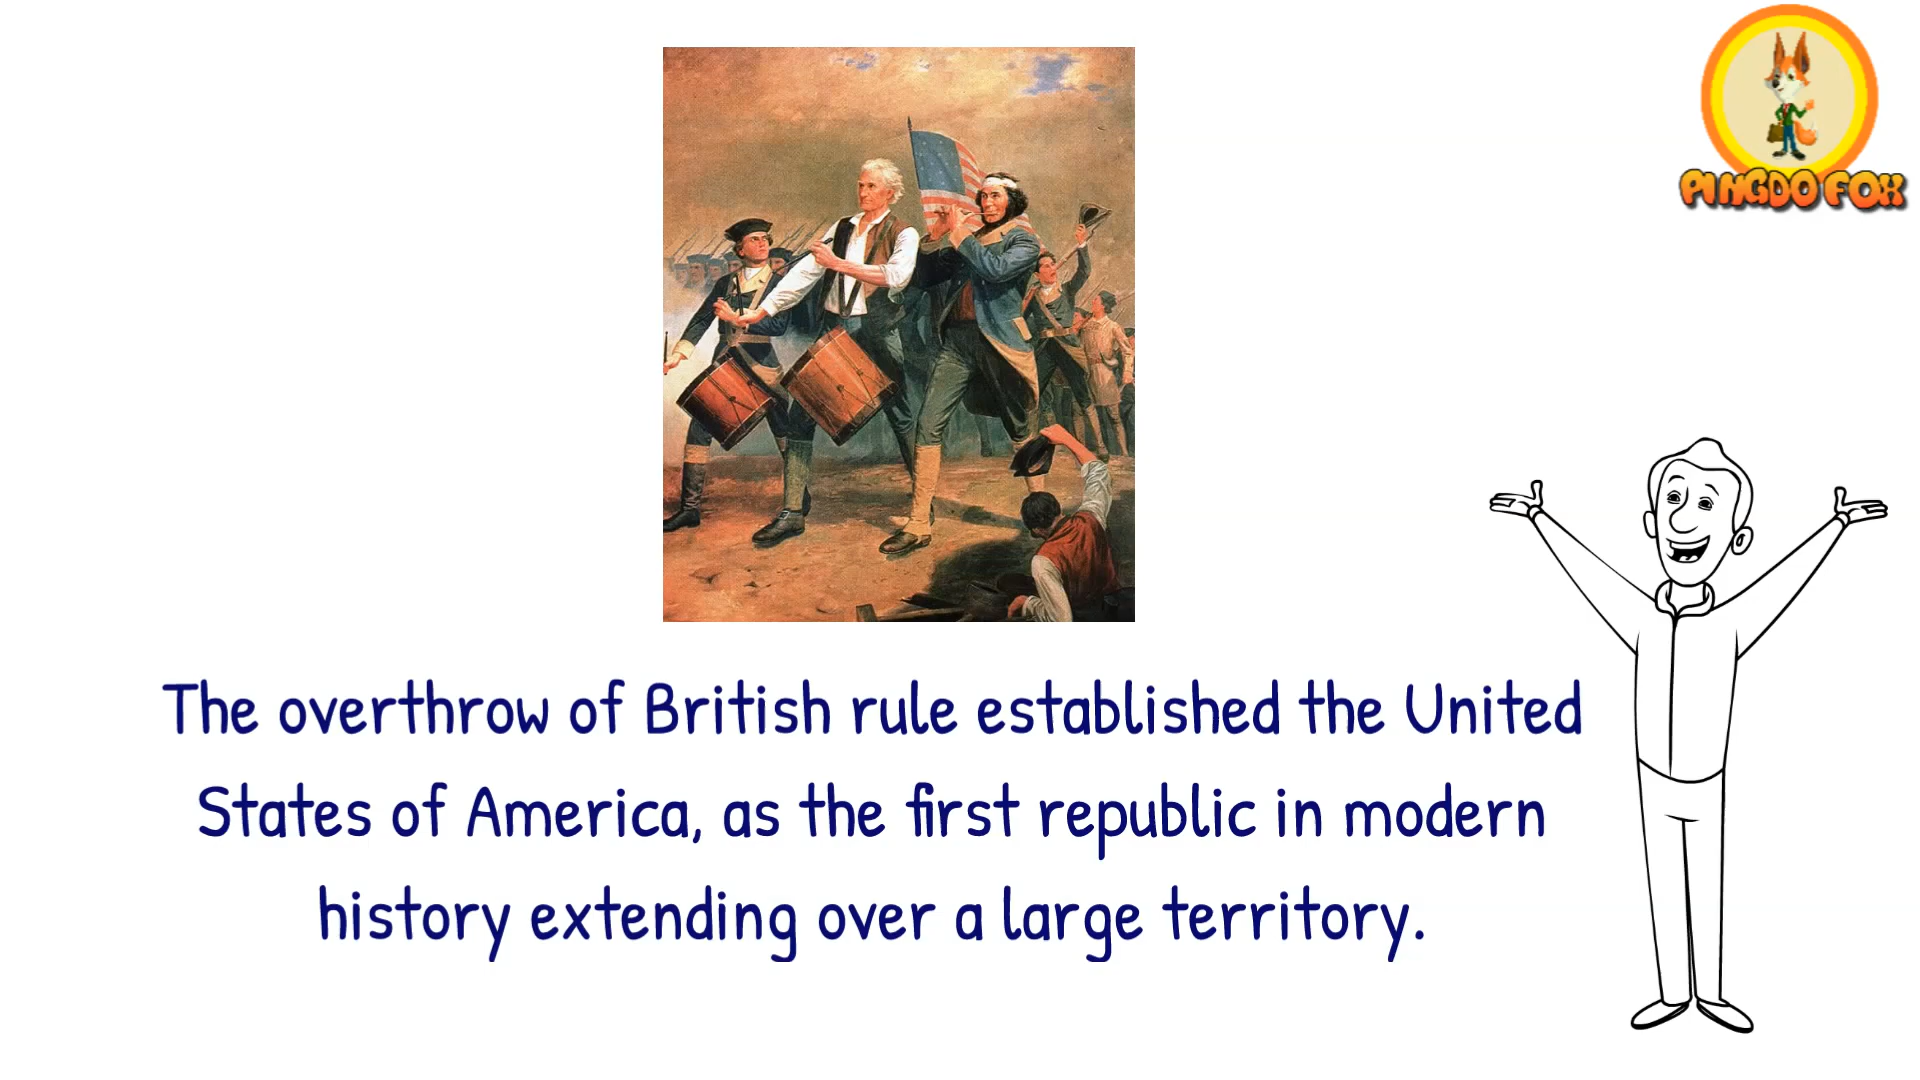 PINGDO FOX
The overthrow of British rule established the United
States of America, as the first republic in modern
history extending over a large territory.